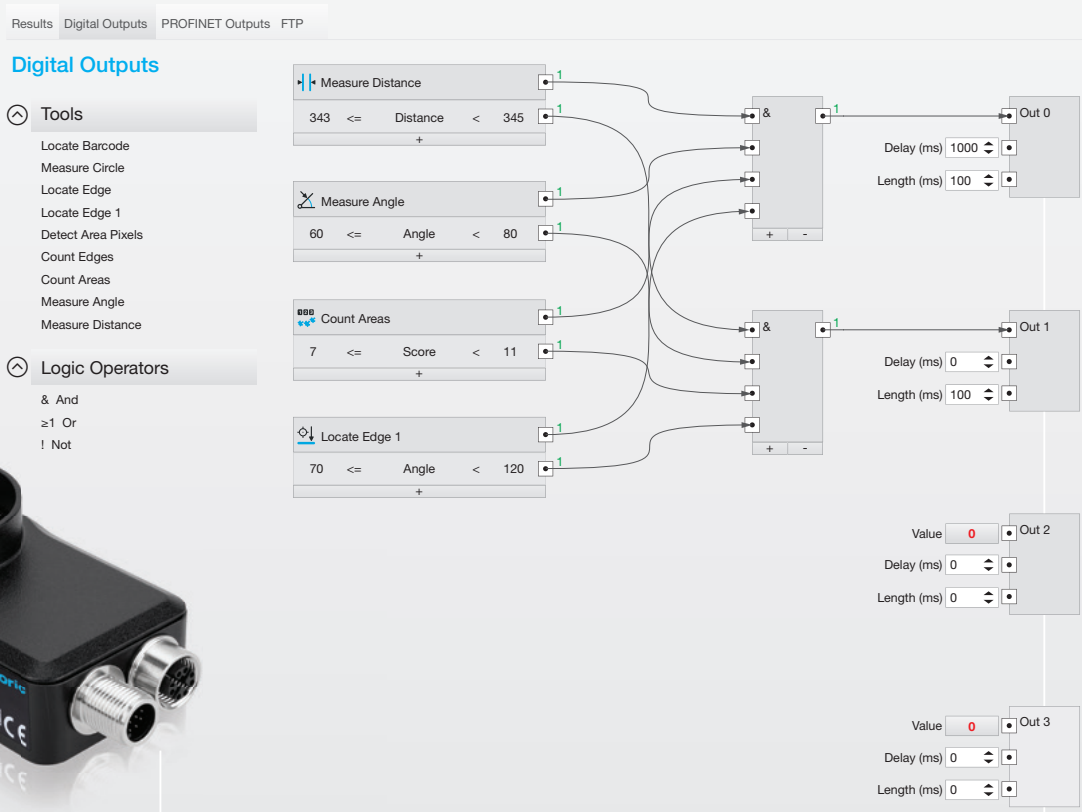 Results Digital Outputs PROFINET Outputs FTP
Digital Outputs
Tools
Locate Barcode
Measure Circle
Locate Edge
Locate Edge 1
Detect Area Pixels
Count Edges
Count Areas
Measure Angle
Measure Distance
Logic Operators
& And
≥1 Or
! Not
Measure Distance 1
343 <= Distance < 345 1
+
Measure Angle 1
60 <= Angle < 80 1
+
Count Areas 1
7 <= Score < 11 1
+
Locate Edge 1 1
70 <= Angle < 120 1
+
& 1
+ -
& 1
+ -
Out 0
Delay (ms) 1000
Length (ms) 100
Out 1
Delay (ms) 0
Length (ms) 100
Value 0 Out 2
Delay (ms) 0
Length (ms) 0
Value 0 Out 3
Delay (ms) 0
Length (ms) 0